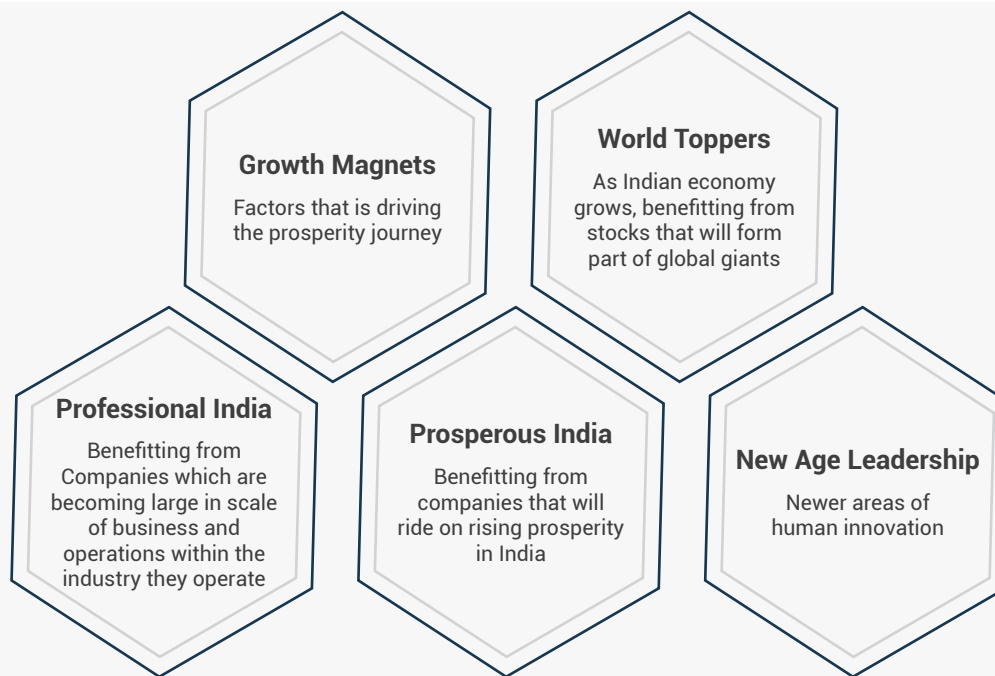 Growth Magnets
Factors that is driving
the prosperity journey
World Toppers
As Indian economy
grows, benefitting from
stocks that will form
part of global giants
Professional India
Benefitting from
Companies which are
becoming large in scale
of business and
operations within the
industry they operate
Prosperous India
Benefitting from
companies that will
ride on rising prosperity
in India
New Age Leadership
Newer areas of
human innovation